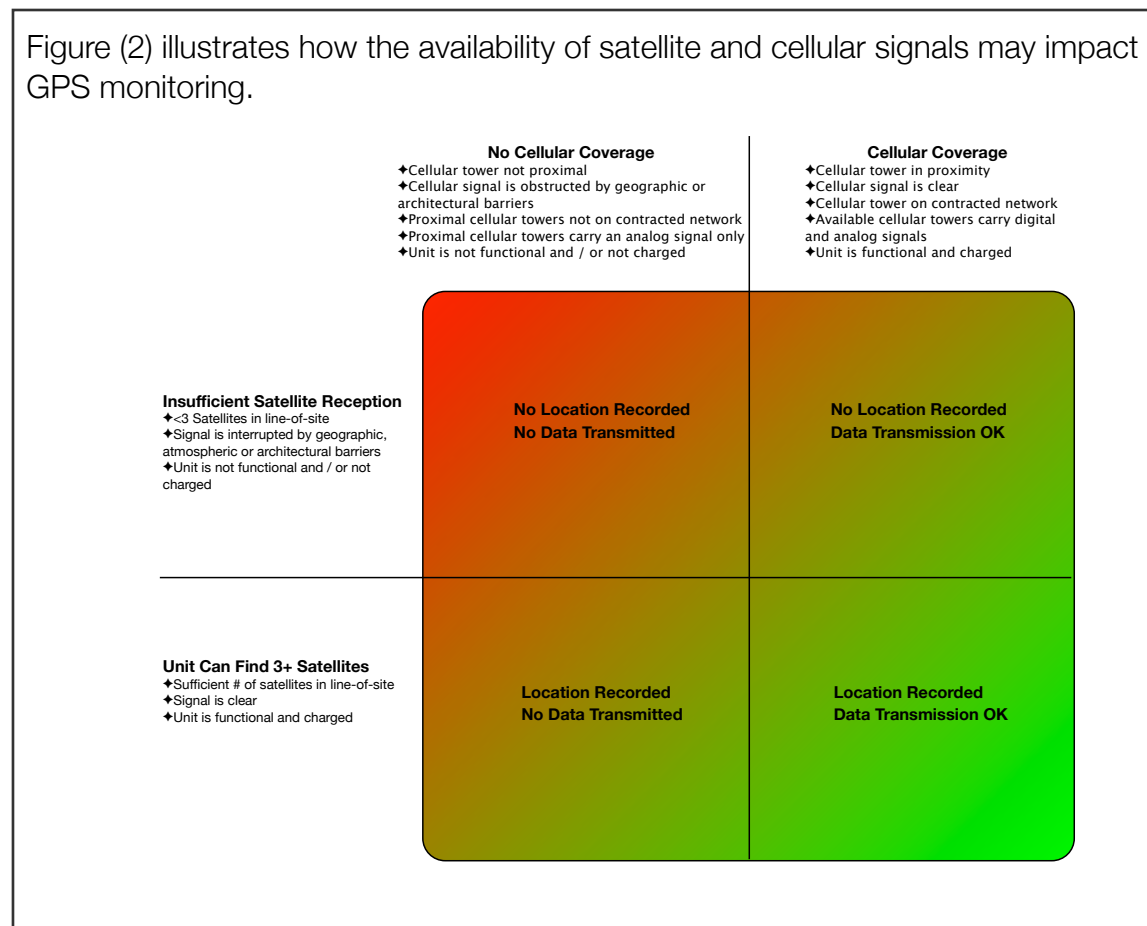 Figure (2) illustrates how the availability of satellite and cellular signals may impact
GPS monitoring.
No Cellular Coverage
✦Cellular tower not proximal
✦Cellular signal is obstructed by geographic or
architectural barriers
✦Proximal cellular towers not on contracted network
✦Proximal cellular towers carry an analog signal only
✦Unit is not functional and / or not charged
Cellular Coverage
✦Cellular tower in proximity
✦Cellular signal is clear
✦Cellular tower on contracted network
✦Available cellular towers carry digital
and analog signals
✦Unit is functional and charged
Insufficient Satellite Reception
✦<3 Satellites in line-of-site
✦Signal is interrupted by geographic,
atmospheric or architectural barriers
✦Unit is not functional and / or not
charged
No Location Recorded
No Data Transmitted
No Location Recorded
Data Transmission OK
Unit Can Find 3+ Satellites
✦Sufficient # of satellites in line-of-site
✦Signal is clear
✦Unit is functional and charged
Location Recorded
No Data Transmitted
Location Recorded
Data Transmission OK